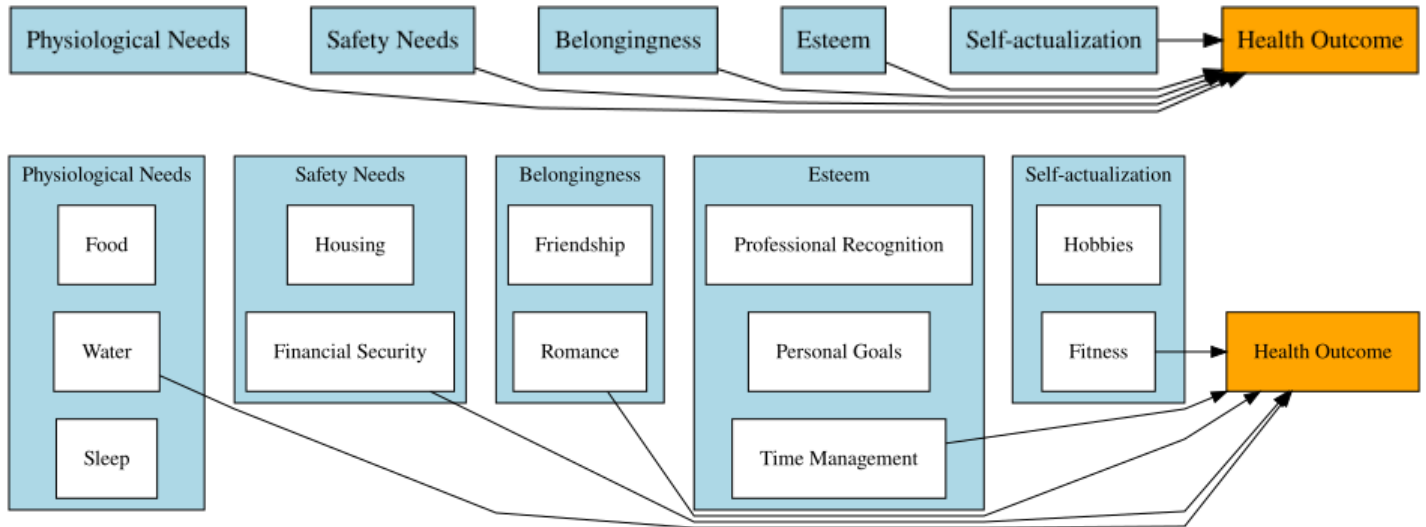 Physiological Needs
Safety Needs
Belongingness
Esteem
Self-actualization
Health Outcome
Physiological Needs
Food
Water
Sleep
Safety Needs
Housing
Financial Security
Belongingness
Friendship
Romance
Esteem
Professional Recognition
Personal Goals
Time Management
Self-actualization
Hobbies
Fitness
Health Outcome